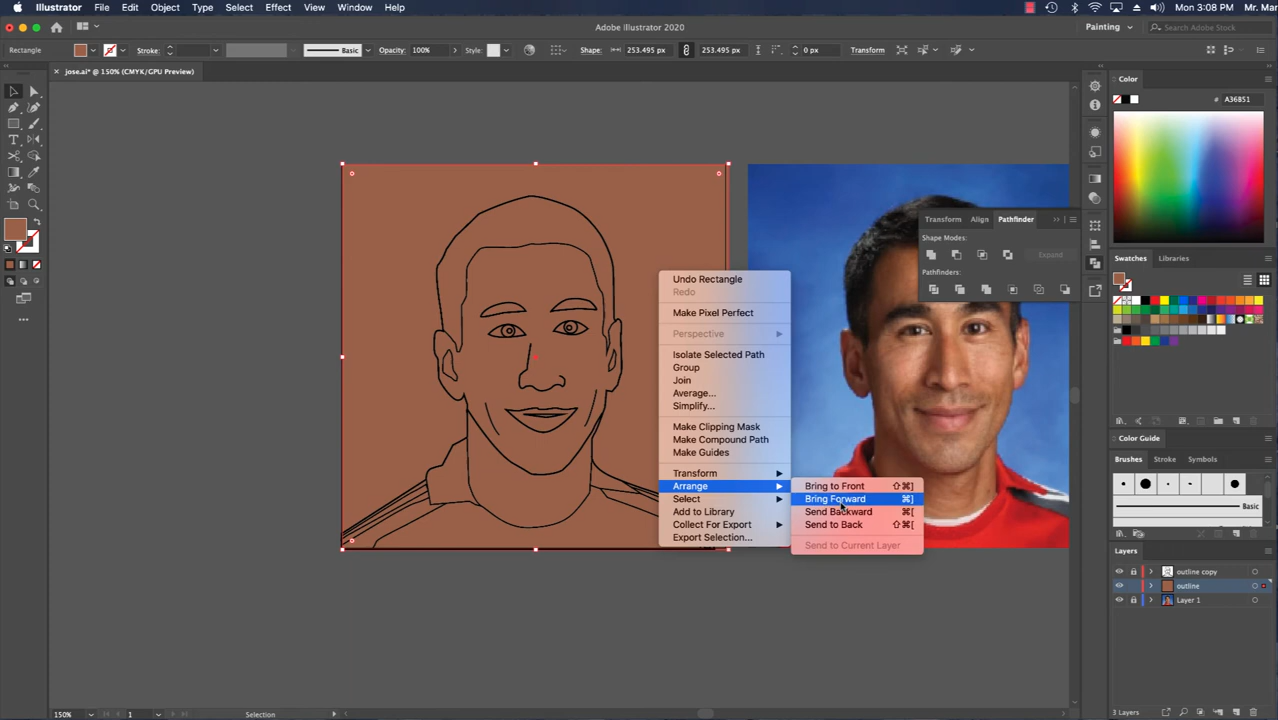 Illustrator File Edit Object Type Select Effect View Window Help Mon 3:08 PM Mr. Mar
Adobe Illustrator 2020 Painting Search Adobe Stock
Rectangle Stroke: Basic Opacity: 100% Style: Shape: 253.495 px 253.495 px 0 px Transform
jose.ai* @ 150% (CMYK/GPU Preview)
Color
# A36851
Transform Align Pathfinder
Shape Modes:
Expand
Pathfinders:
Swatches Libraries
Undo Rectangle
Redo
Make Pixel Perfect
Perspective
Isolate Selected Path
Group
Join
Average...
Simplify...
Make Clipping Mask
Make Compound Path
Make Guides
Transform
Arrange
Select
Add to Library
Collect For Export
Export Selection...
Bring to Front ⇧⌘]
Bring Forward ⌘]
Send Backward ⌘[
Send to Back ⇧⌘[
Send to Current Layer
Color Guide
Brushes Stroke Symbols
Basic
Layers
outline copy
outline
Layer 1
3 Layers
150% 1 Selection